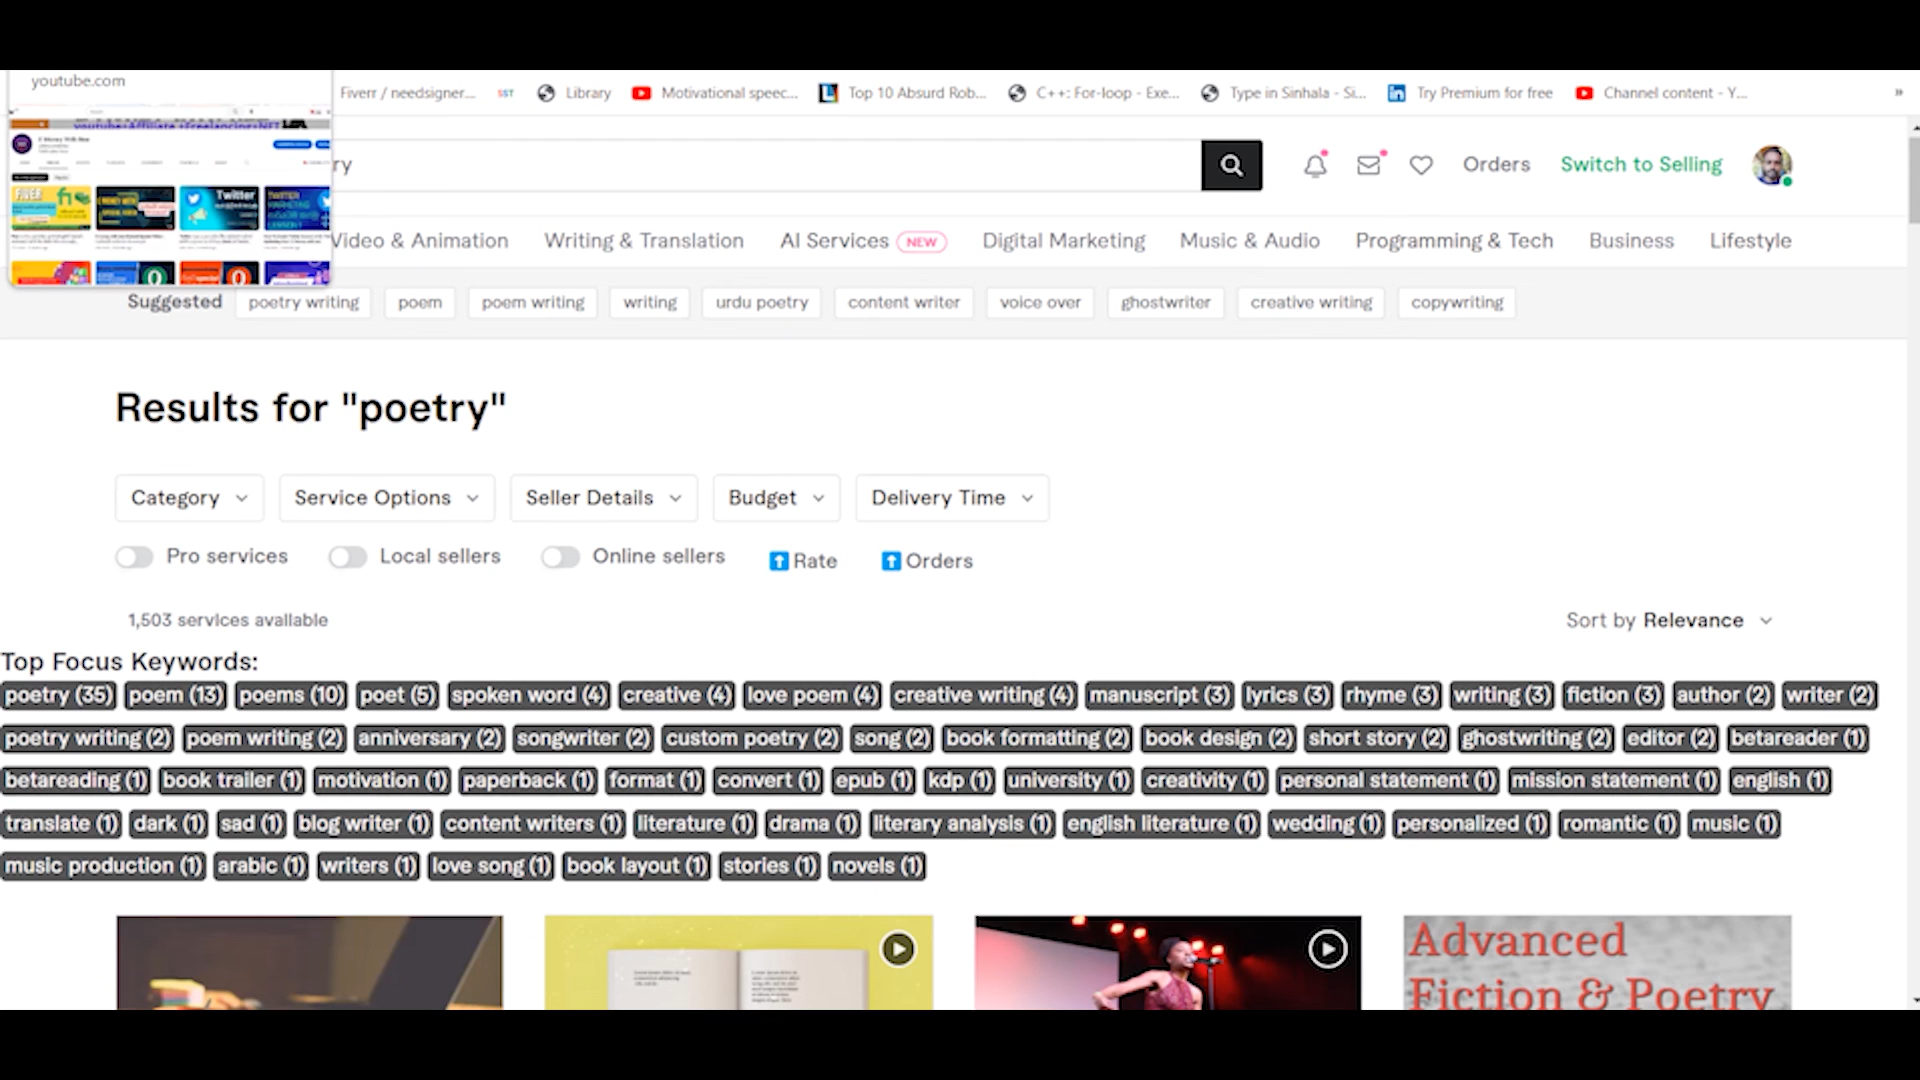 youtube.com
Fiverr / needsigner... SST Library Motivational speec... Top 10 Absurd Rob... C++: For-loop - Exe... Type in Sinhala - Si... Try Premium for free Channel content - Y... »
ry Orders Switch to Selling
Video & Animation Writing & Translation AI Services NEW Digital Marketing Music & Audio Programming & Tech Business Lifestyle
FIVER Twitter
Suggested poetry writing poem poem writing writing urdu poetry content writer voice over ghostwriter creative writing copywriting
Results for "poetry"
Category Service Options Seller Details Budget Delivery Time
Pro services Local sellers Online sellers Rate Orders
1,503 services available Sort by Relevance
Top Focus Keywords:
poetry (35) poem (13) poems (10) poet (5) spoken word (4) creative (4) love poem (4) creative writing (4) manuscript (3) lyrics (3) rhyme (3) writing (3) fiction (3) author (2) writer (2)
poetry writing (2) poem writing (2) anniversary (2) songwriter (2) custom poetry (2) song (2) book formatting (2) book design (2) short story (2) ghostwriting (2) editor (2) betareader (1)
betareading (1) book trailer (1) motivation (1) paperback (1) format (1) convert (1) epub (1) kdp (1) university (1) creativity (1) personal statement (1) mission statement (1) english (1)
translate (1) dark (1) sad (1) blog writer (1) content writers (1) literature (1) drama (1) literary analysis (1) english literature (1) wedding (1) personalized (1) romantic (1) music (1)
music production (1) arabic (1) writers (1) love song (1) book layout (1) stories (1) novels (1)
Advanced
Fiction & Poetry